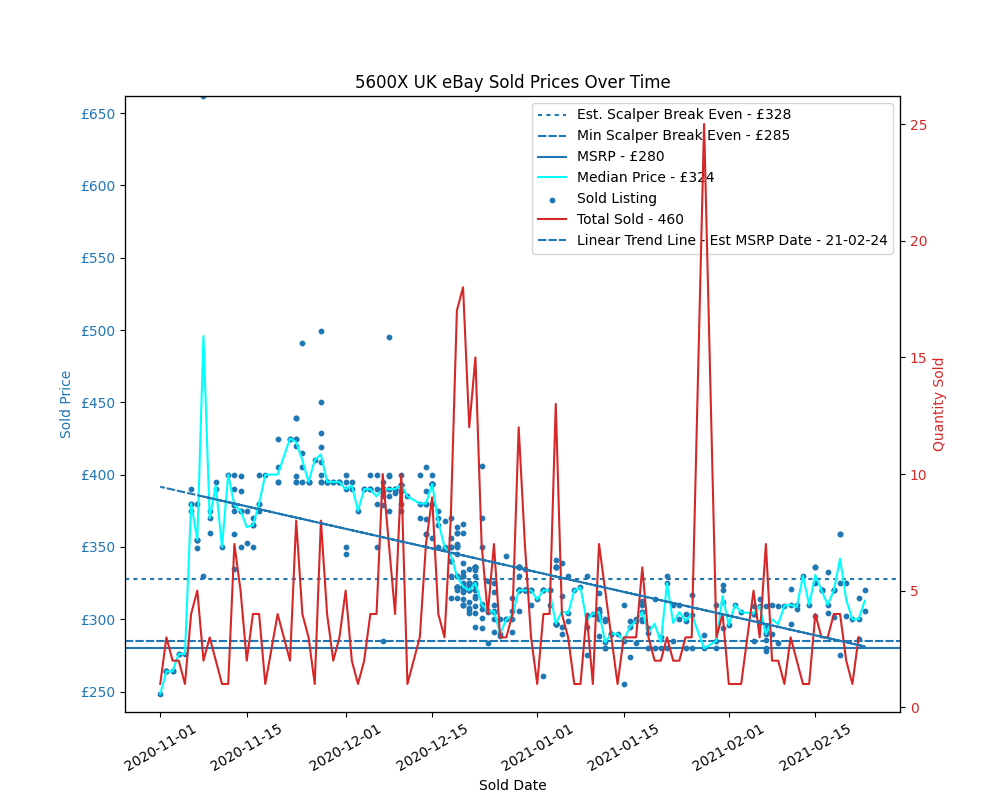 5600X UK eBay Sold Prices Over Time
Est. Scalper Break Even - £328
Min Scalper Break Even - £285
MSRP - £280
Median Price - £324
Sold Listing
Total Sold - 460
Linear Trend Line - Est MSRP Date - 21-02-24
£650
£600
£550
£500
£450
£400
£350
£300
£250
Sold Price
25
20
15
10
5
0
Quantity Sold
2020-11-01
2020-11-15
2020-12-01
2020-12-15
2021-01-01
2021-01-15
2021-02-01
2021-02-15
Sold Date